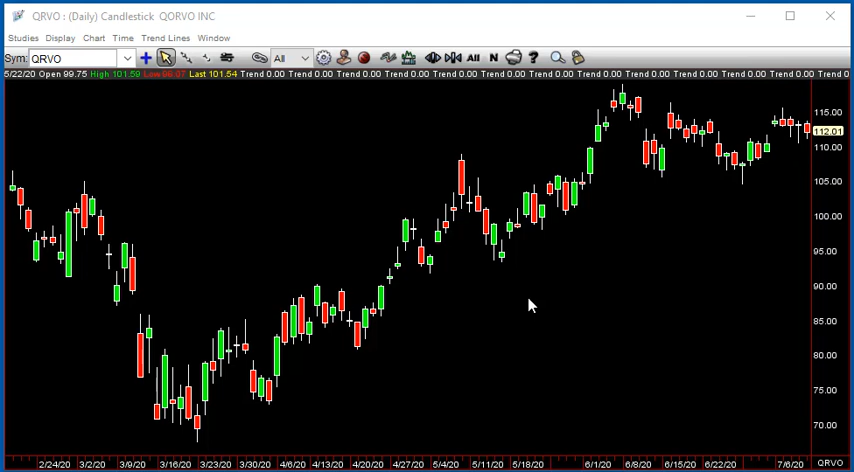 QRVO : (Daily) Candlestick QORVO INC
Studies Display Chart Time Trend Lines Window
Sym: QRVO All All N ?
5/22/20 Open 99.75 High 101.59 Low 96.07 Last 101.54 Trend 0.00 Trend 0.00 Trend 0.00 Trend 0.00 Trend 0.00 Trend 0.00 Trend 0.00 Trend 0.00 Trend 0.00 Trend 0.00 Trend 0.00 Trend 0.00 Trend 0
115.00
112.01
110.00
105.00
100.00
95.00
90.00
85.00
80.00
75.00
70.00
2/24/20 3/2/20 3/9/20 3/16/20 3/23/20 3/30/20 4/6/20 4/13/20 4/20/20 4/27/20 5/4/20 5/11/20 5/18/20 6/1/20 6/8/20 6/15/20 6/22/20 7/6/20 QRVO